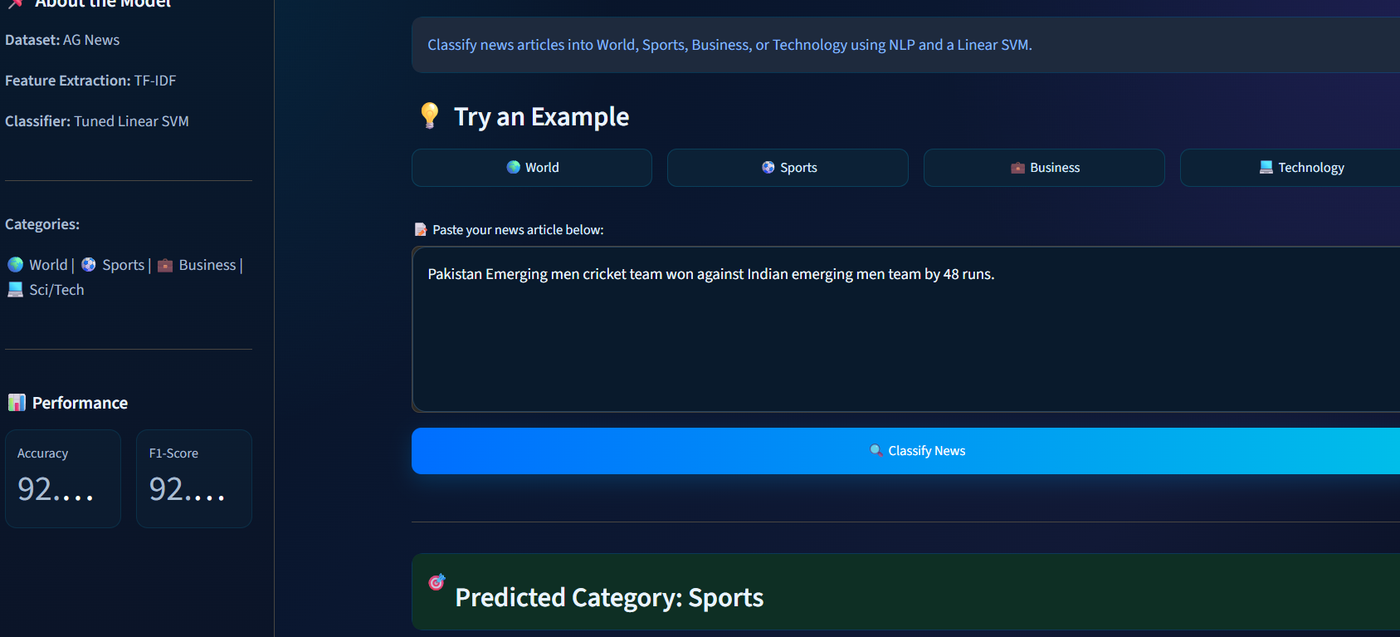 About the Model
Dataset: AG News
Feature Extraction: TF-IDF
Classifier: Tuned Linear SVM
Categories:
World | Sports | Business |
Sci/Tech
Performance
Accuracy
92....
F1-Score
92....
Classify news articles into World, Sports, Business, or Technology using NLP and a Linear SVM.
Try an Example
World
Sports
Business
Technology
Paste your news article below:
Pakistan Emerging men cricket team won against Indian emerging men team by 48 runs.
Classify News
Predicted Category: Sports